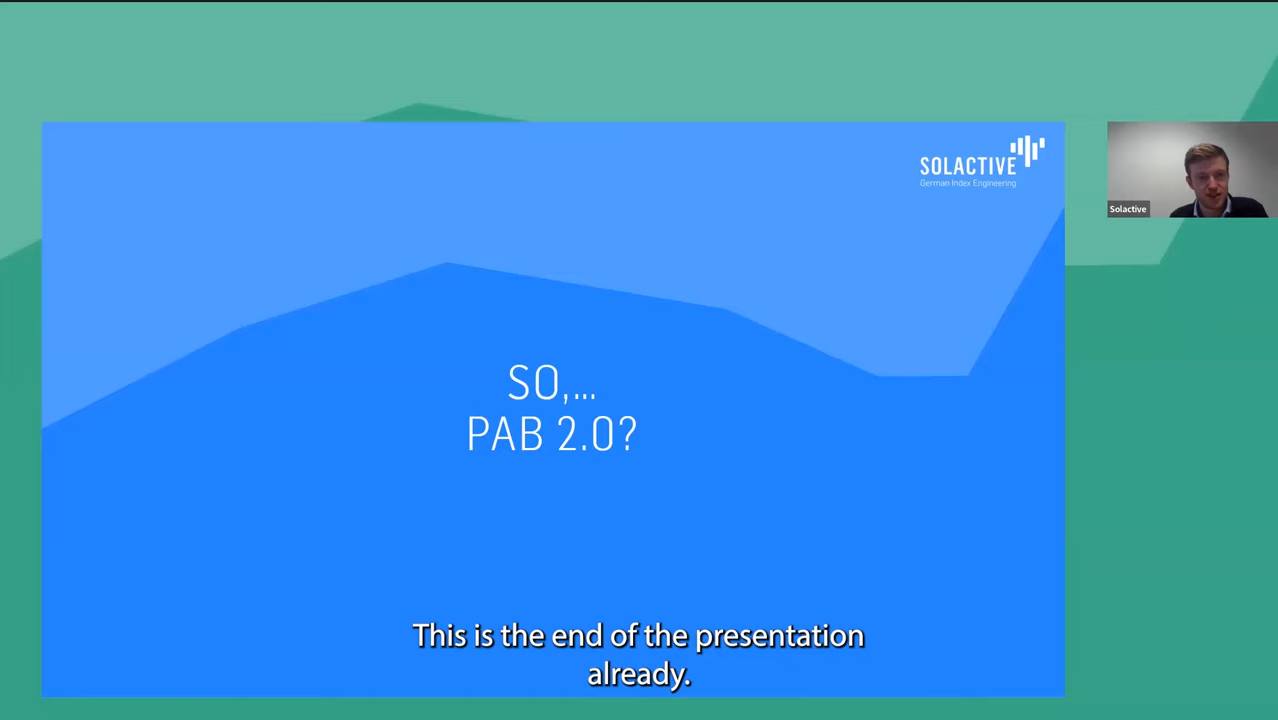 SOLACTIVE
German Index Engineering
Solactive
SO,...
PAB 2.0?
This is the end of the presentation
already.